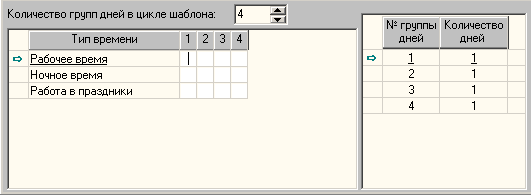 Количество групп дней в цикле шаблона: 4
Тип времени 1 2 3 4
Рабочее время
Ночное время
Работа в праздники
№ группы дней Количество дней
1 1
2 1
3 1
4 1